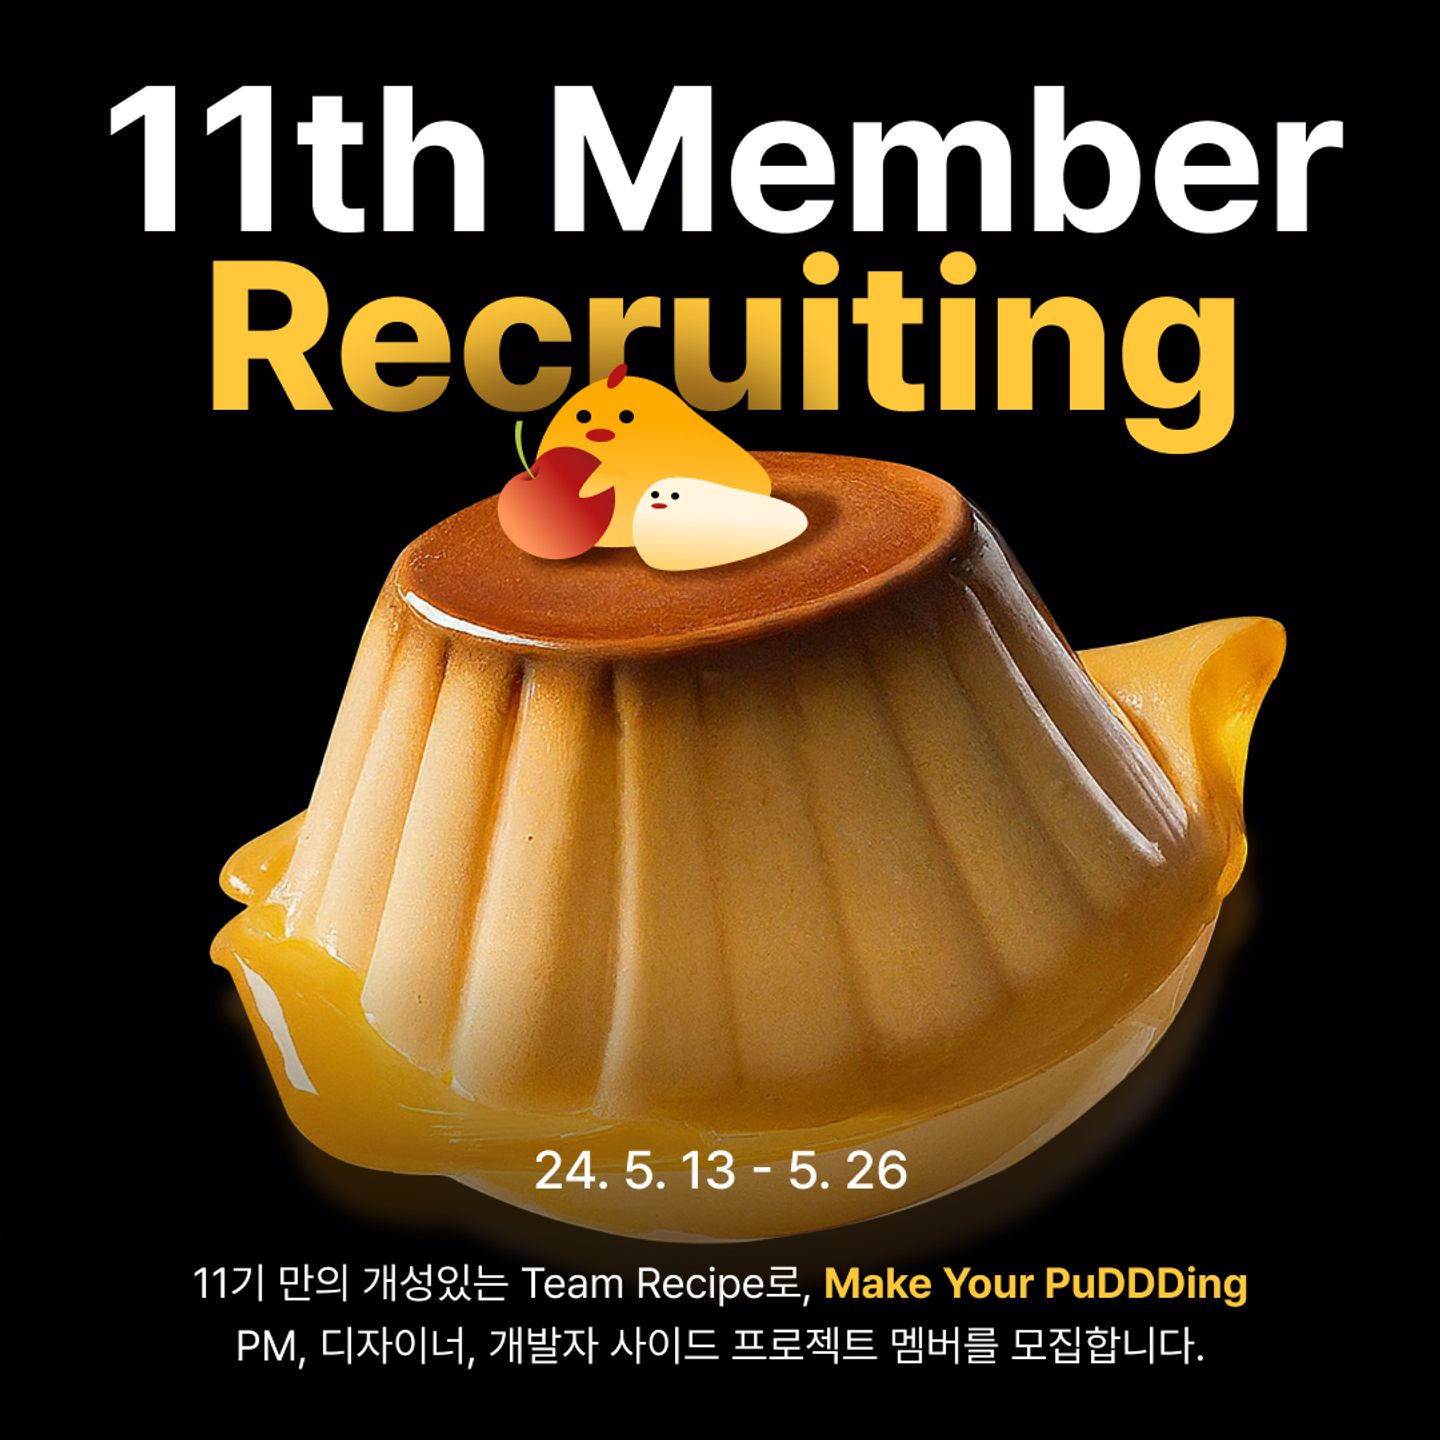 11th Member
Recruiting
24. 5. 13 - 5. 26
11기 만의 개성있는 Team Recipe로, Make Your PuDDDing
PM, 디자이너, 개발자 사이드 프로젝트 멤버를 모집합니다.